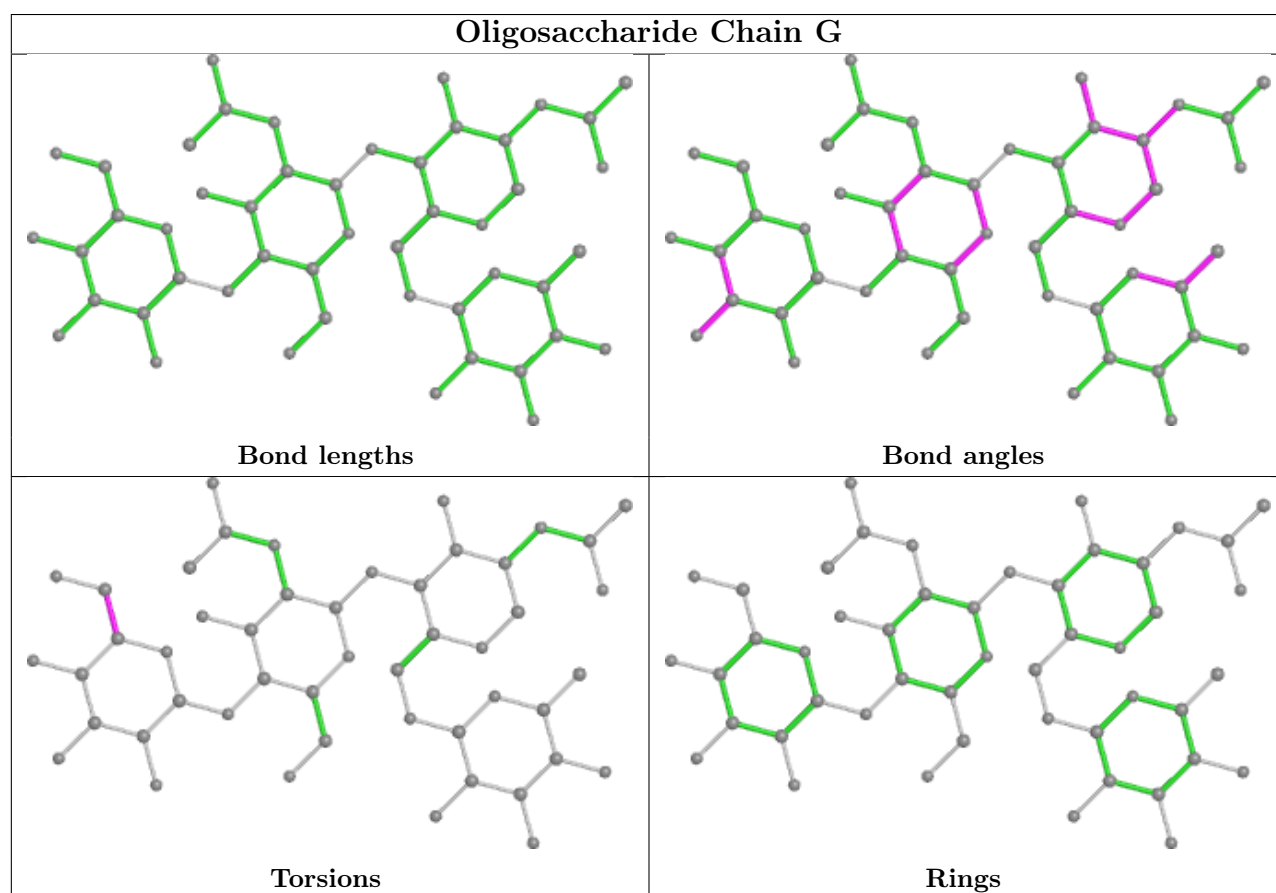 Oligosaccharide Chain G
Bond lengths
Bond angles
Torsions
Rings